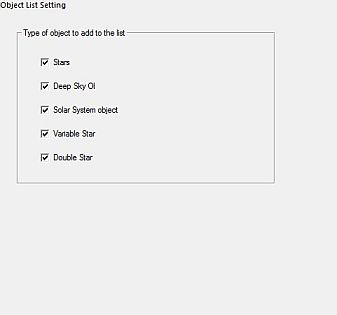 Object List Setting
Type of object to add to the list
Stars
Deep Sky Ol
Solar System object
Variable Star
Double Star